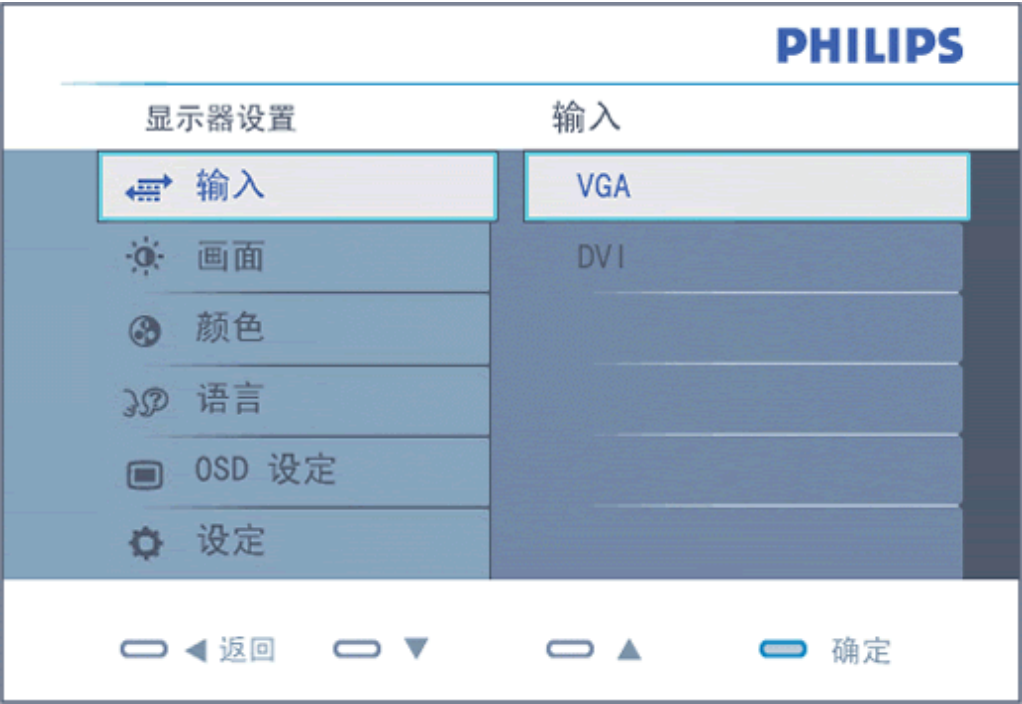 PHILIPS
显示器设置 输入
输入 VGA
画面 DVI
颜色
语言
OSD 设定
设定
返回 确定